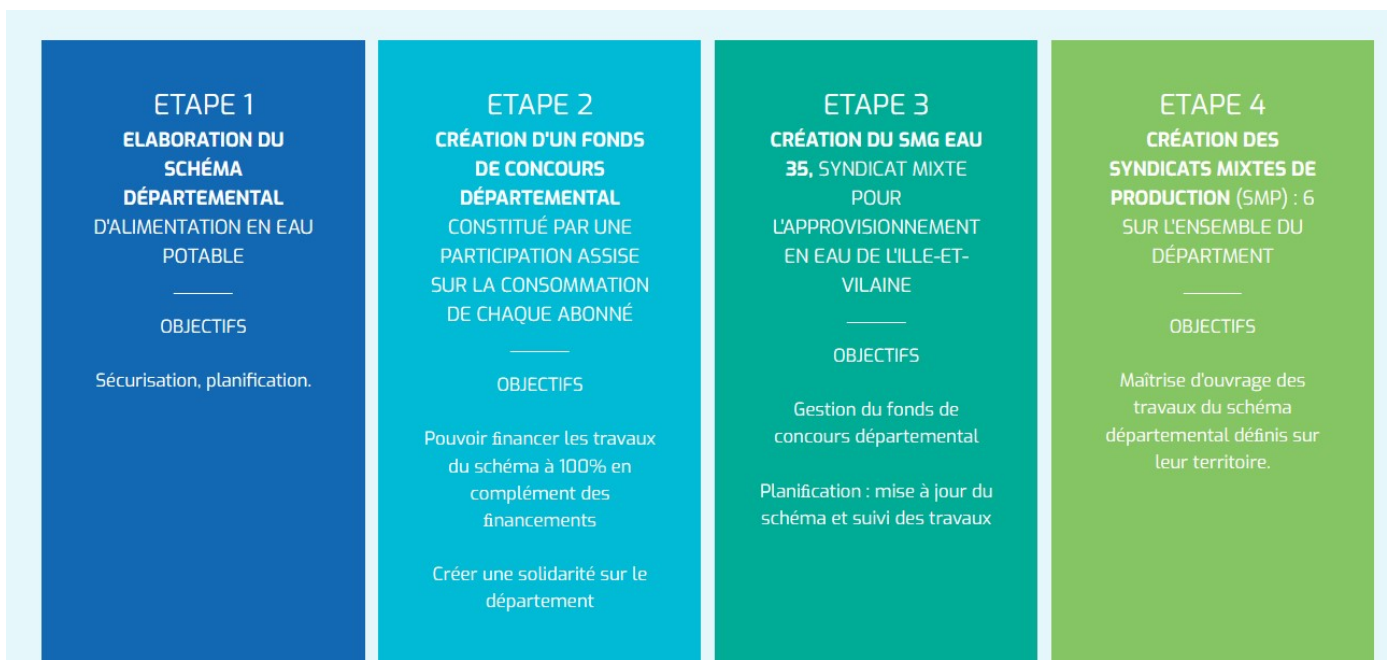 ETAPE 1
ELABORATION DU
SCHÉMA
DÉPARTEMENTAL
D'ALIMENTATION EN EAU
POTABLE
OBJECTIFS
Sécurisation, planification.
ETAPE 2
CRÉATION D'UN FONDS
DE CONCOURS
DÉPARTEMENTAL
CONSTITUÉ PAR UNE
PARTICIPATION ASSISE
SUR LA CONSOMMATION
DE CHAQUE ABONNÉ
OBJECTIFS
Pouvoir financer les travaux
du schéma à 100% en
complément des
financements
Créer une solidarité sur le
département
ETAPE 3
CRÉATION DU SMG EAU
35, SYNDICAT MIXTE
POUR
L'APPROVISIONNEMENT
EN EAU DE L'ILLE-ET-
VILAINE
OBJECTIFS
Gestion du fonds de
concours départemental
Planification : mise à jour du
schéma et suivi des travaux
ETAPE 4
CRÉATION DES
SYNDICATS MIXTES DE
PRODUCTION (SMP) : 6
SUR L'ENSEMBLE DU
DÉPARTMENT
OBJECTIFS
Maîtrise d'ouvrage des
travaux du schéma
départemental définis sur
leur territoire.